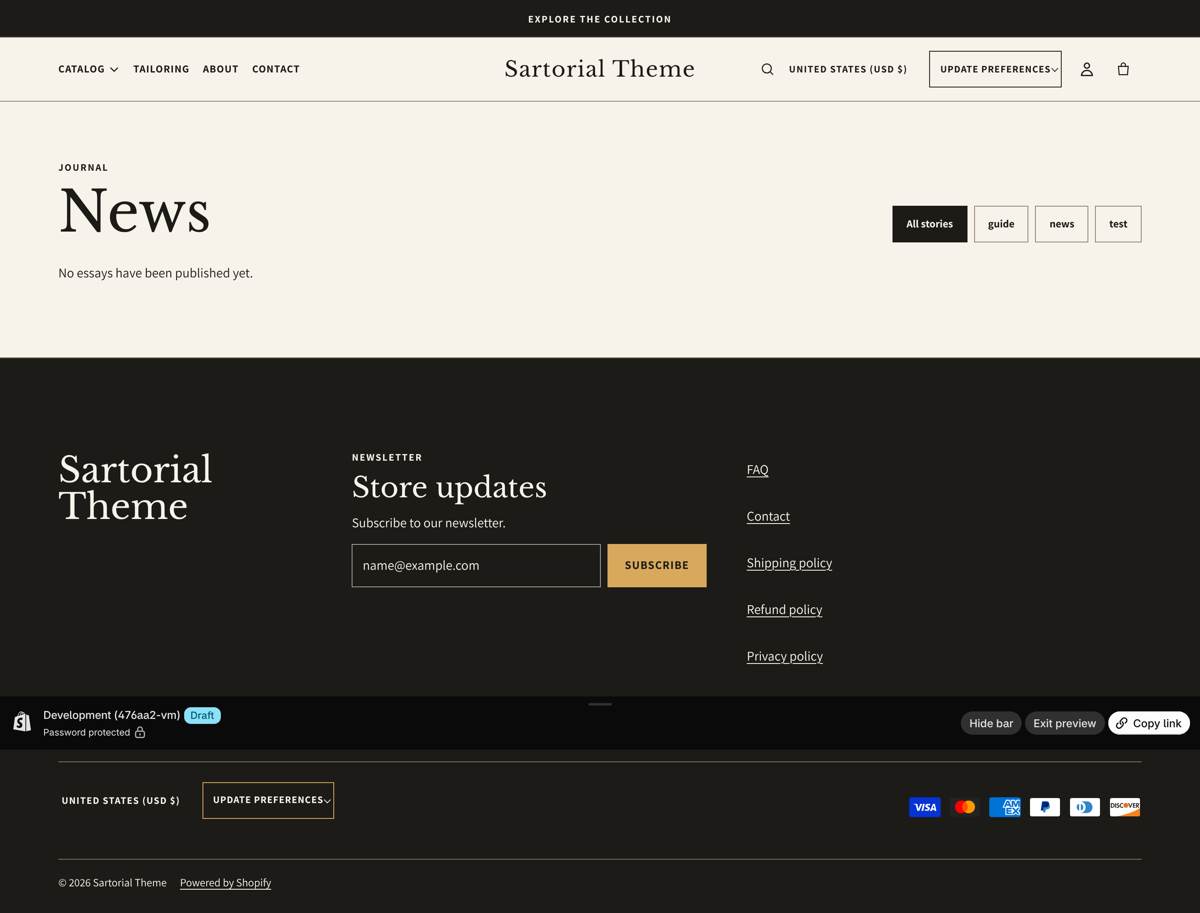 EXPLORE THE COLLECTION
CATALOG TAILORING ABOUT CONTACT
Sartorial Theme
UNITED STATES (USD $)
UPDATE PREFERENCES
JOURNAL
News
All stories
guide
news
test
No essays have been published yet.
Sartorial
Theme
NEWSLETTER
Store updates
Subscribe to our newsletter.
name@example.com
SUBSCRIBE
FAQ
Contact
Shipping policy
Refund policy
Privacy policy
Development (476aa2-vm) Draft
Password protected
Hide bar
Exit preview
Copy link
UNITED STATES (USD $)
UPDATE PREFERENCES
VISA
AMEX
DISCOVER
© 2026 Sartorial Theme Powered by Shopify